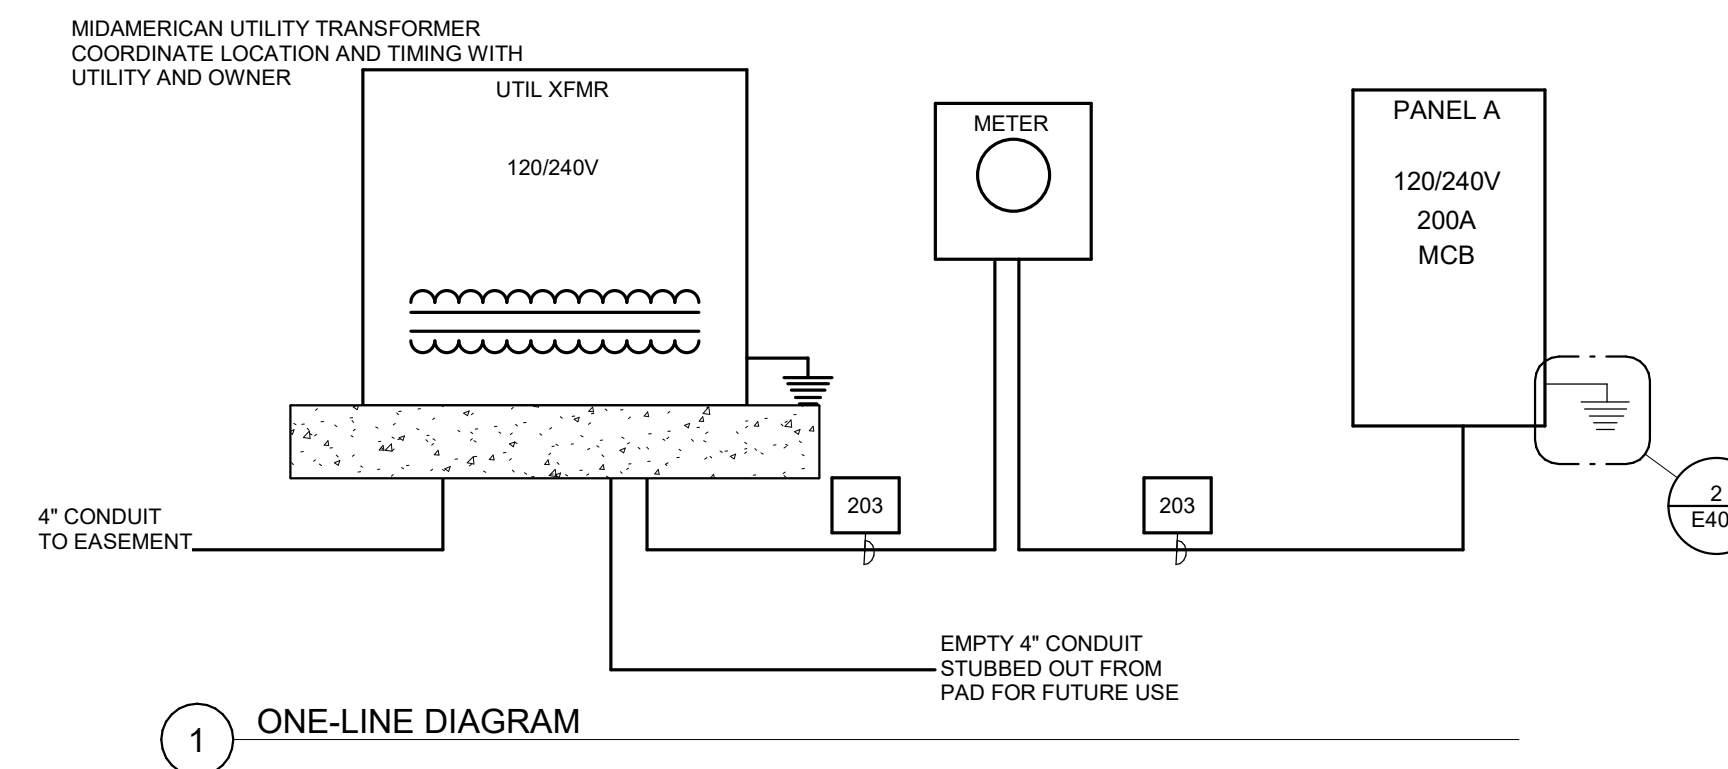 MIDAMERICAN UTILITY TRANSFORMER
COORDINATE LOCATION AND TIMING WITH
UTILITY AND OWNER
UTIL XFMR
120/240V
METER
PANEL A
120/240V
200A
MCB
203
203
2
4" CONDUIT
TO EASEMENT
EMPTY 4" CONDUIT
STUBBED OUT FROM
PAD FOR FUTURE USE
1
ONE-LINE DIAGRAM